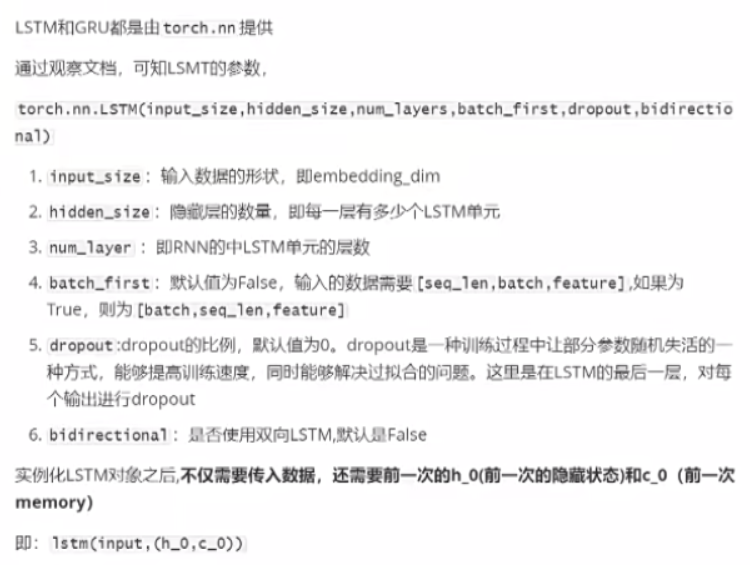 LSTM和GRU都是由torch.nn提供
通过观察文档，可知LSMT的参数，
torch.nn.LSTM(input_size,hidden_size,num_layers,batch_first,dropout,bidirectio
nal)
1. input_size：输入数据的形状，即embedding_dim
2. hidden_size：隐藏层的数量，即每一层有多少个LSTM单元
3. num_layer：即RNN的中LSTM单元的层数
4. batch_first：默认值为False，输入的数据需要[seq_len,batch,feature],如果为
True，则为[batch,seq_len,feature]
5. dropout:dropout的比例，默认值为0。dropout是一种训练过程中让部分参数随机失活的一
种方式，能够提高训练速度，同时能够解决过拟合的问题。这里是在LSTM的最后一层，对每
个输出进行dropout
6. bidirectional：是否使用双向LSTM,默认是False
实例化LSTM对象之后,不仅需要传入数据，还需要前一次的h_0(前一次的隐藏状态)和c_0（前一次
memory）
即：lstm(input,(h_0,c_0))